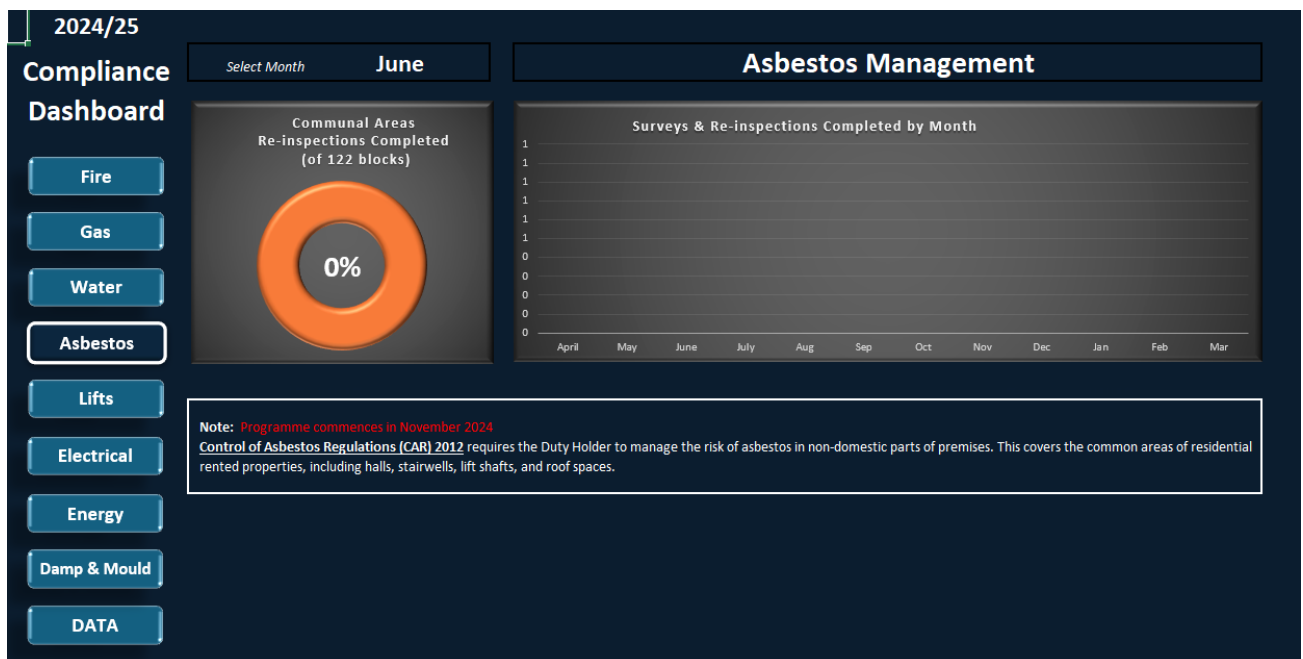 2024/25
Compliance
Dashboard
Select Month June
Asbestos Management
Fire
Gas
Water
Asbestos
Lifts
Electrical
Energy
Damp & Mould
DATA
Communal Areas
Re-inspections Completed
(of 122 blocks)
0%
Surveys & Re-inspections Completed by Month
1
1
1
1
1
1
0
0
0
0
0
April May June July Aug Sep Oct Nov Dec Jan Feb Mar
Note: Programme commences in November 2024
Control of Asbestos Regulations (CAR) 2012 requires the Duty Holder to manage the risk of asbestos in non-domestic parts of premises. This covers the common areas of residential
rented properties, including halls, stairwells, lift shafts, and roof spaces.